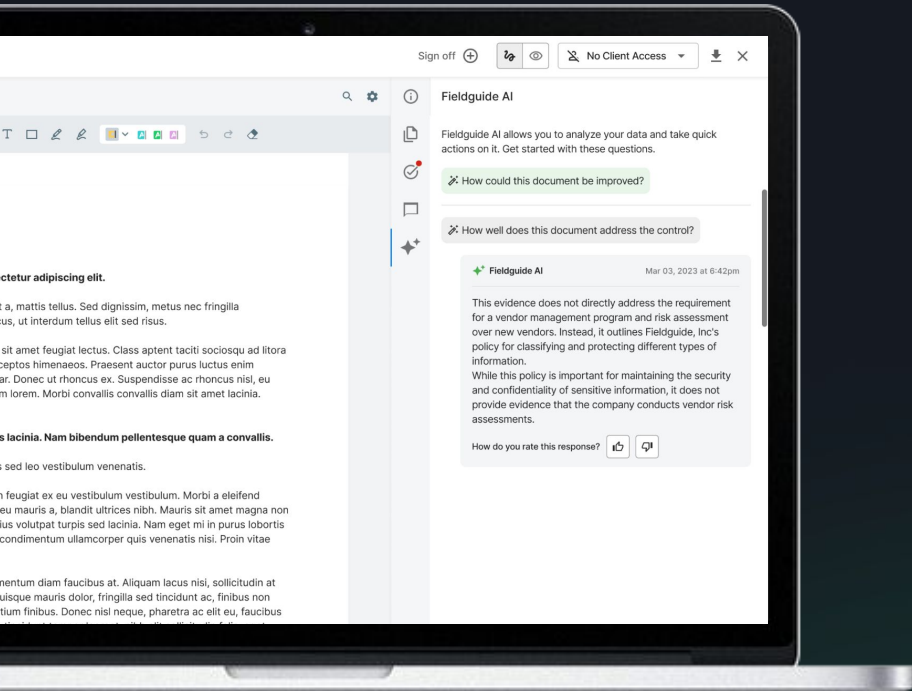 Sign off
No Client Access
Fieldguide AI
Fieldguide AI allows you to analyze your data and take quick
actions on it. Get started with these questions.
How could this document be improved?
How well does this document address the control?
Fieldguide AI
Mar 03, 2023 at 6:42pm
This evidence does not directly address the requirement
for a vendor management program and risk assessment
over new vendors. Instead, it outlines Fieldguide, Inc's
policy for classifying and protecting different types of
information.
While this policy is important for maintaining the security
and confidentiality of sensitive information, it does not
provide evidence that the company conducts vendor risk
assessments.
How do you rate this response?
T
ectetur adipiscing elit.
t a, mattis tellus. Sed dignissim, metus nec fringilla
cus, ut interdum tellus elit sed risus.
sit amet feugiat lectus. Class aptent taciti sociosqu ad litora
ceptos himenaeos. Praesent auctor purus luctus enim
ar. Donec ut rhoncus ex. Suspendisse ac rhoncus nisl, eu
m lorem. Morbi convallis convallis diam sit amet lacinia.
s lacinia. Nam bibendum pellentesque quam a convallis.
s sed leo vestibulum venenatis.
n feugiat ex eu vestibulum vestibulum. Morbi a eleifend
eu mauris a, blandit ultrices nibh. Mauris sit amet magna non
ius volutpat turpis sed lacinia. Nam eget mi in purus lobortis
condimentum ullamcorper quis venenatis nisi. Proin vitae
mentum diam faucibus at. Aliquam lacus nisi, sollicitudin at
uisque mauris dolor, fringilla sed tincidunt ac, finibus non
tium finibus. Donec nisl neque, pharetra ac elit eu, faucibus